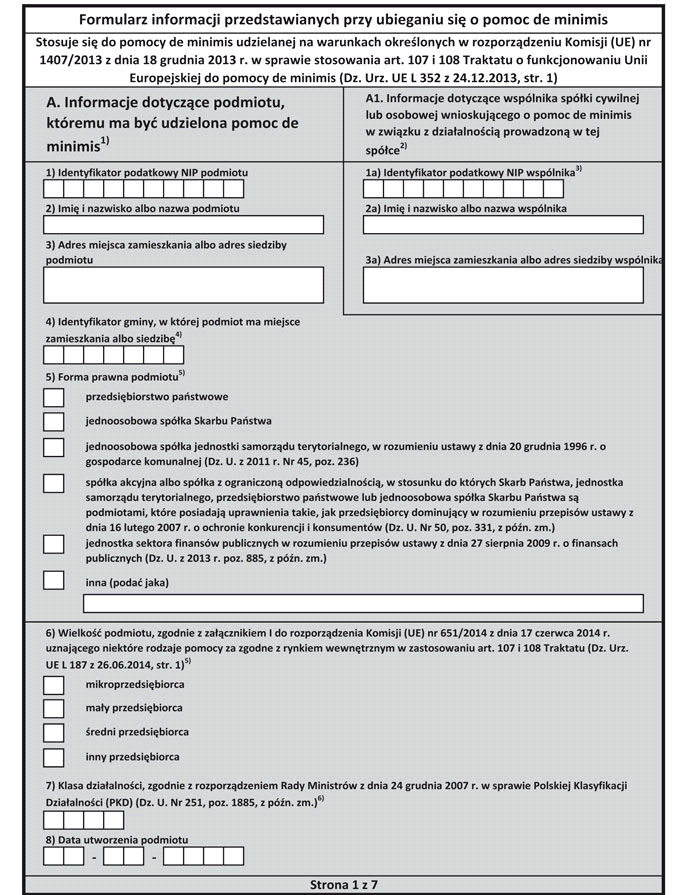 Formularz informacji przedstawianych przy ubieganiu się o pomoc de minimis
Stosuje się do pomocy de minimis udzielanej na warunkach określonych w rozporządzeniu Komisji (UE) nr
1407/2013 z dnia 18 grudnia 2013 r. w sprawie stosowania art. 107 i 108 Traktatu o funkcjonowaniu Unii
Europejskiej do pomocy de minimis (Dz. Urz. UE L 352 z 24.12.2013, str. 1)
A. Informacje dotyczące podmiotu,
któremu ma być udzielona pomoc de
minimis1)
A1. Informacje dotyczące wspólnika spółki cywilnej
lub osobowej wnioskującego o pomoc de minimis
w związku z działalnością prowadzoną w tej
spółce2)
1) Identyfikator podatkowy NIP podmiotu
1a) Identyfikator podatkowy NIP wspólnika3)
2) Imię i nazwisko albo nazwa podmiotu
2a) Imię i nazwisko albo nazwa wspólnika
3) Adres miejsca zamieszkania albo adres siedziby
podmiotu
3a) Adres miejsca zamieszkania albo adres siedziby wspólnika
4) Identyfikator gminy, w której podmiot ma miejsce
zamieszkania albo siedzibę4)
5) Forma prawna podmiotu5)
przedsiębiorstwo państwowe
jednoosobowa spółka Skarbu Państwa
jednoosobowa spółka jednostki samorządu terytorialnego, w rozumieniu ustawy z dnia 20 grudnia 1996 r. o
gospodarce komunalnej (Dz. U. z 2011 r. Nr 45, poz. 236)
spółka akcyjna albo spółka z ograniczoną odpowiedzialnością, w stosunku do których Skarb Państwa, jednostka
samorządu terytorialnego, przedsiębiorstwo państwowe lub jednoosobowa spółka Skarbu Państwa są
podmiotami, które posiadają uprawnienia takie, jak przedsiębiorcy dominujący w rozumieniu przepisów ustawy z
dnia 16 lutego 2007 r. o ochronie konkurencji i konsumentów (Dz. U. Nr 50, poz. 331, z późn. zm.)
jednostka sektora finansów publicznych w rozumieniu przepisów ustawy z dnia 27 sierpnia 2009 r. o finansach
publicznych (Dz. U. z 2013 r. poz. 885, z późn. zm.)
inna (podać jaka)
6) Wielkość podmiotu, zgodnie z załącznikiem I do rozporządzenia Komisji (UE) nr 651/2014 z dnia 17 czerwca 2014 r.
uznającego niektóre rodzaje pomocy za zgodne z rynkiem wewnętrznym w zastosowaniu art. 107 i 108 Traktatu (Dz. Urz.
UE L 187 z 26.06.2014, str. 1)5)
mikroprzedsiębiorca
mały przedsiębiorca
średni przedsiębiorca
inny przedsiębiorca
7) Klasa działalności, zgodnie z rozporządzeniem Rady Ministrów z dnia 24 grudnia 2007 r. w sprawie Polskiej Klasyfikacji
Działalności (PKD) (Dz. U. Nr 251, poz. 1885, z późn. zm.)6)
8) Data utworzenia podmiotu
- -
Strona 1 z 7